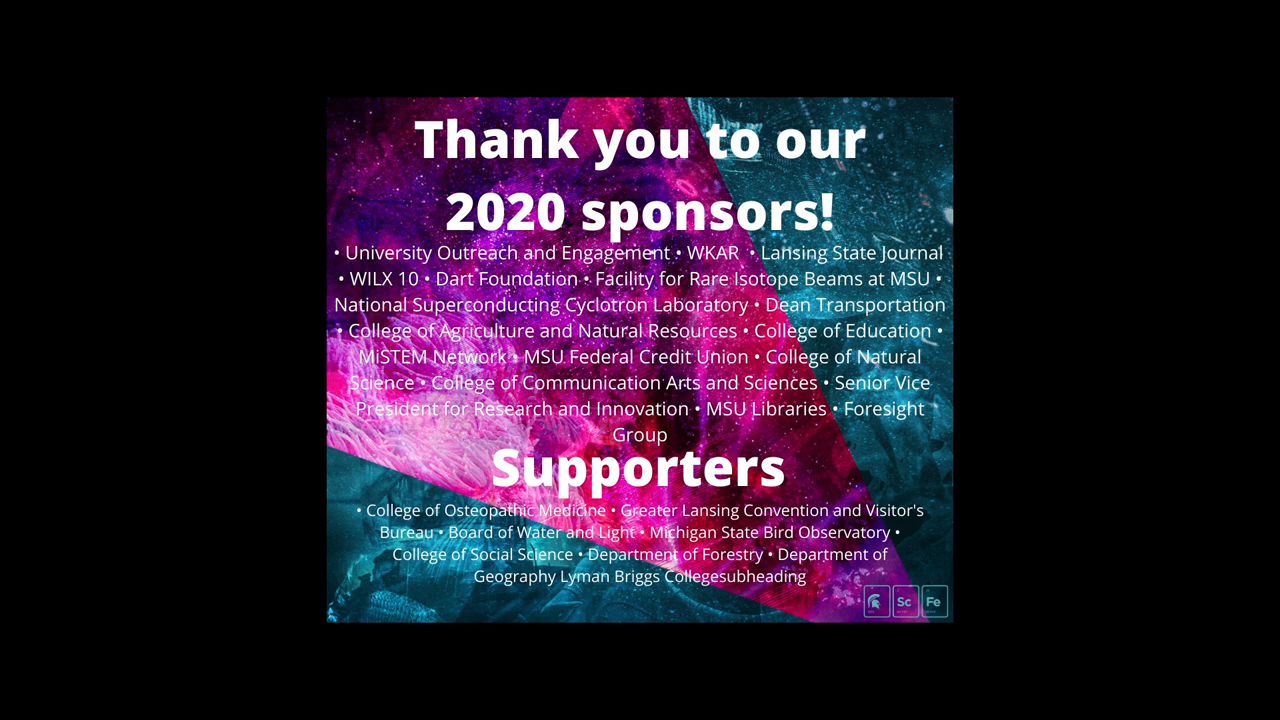 Thank you to our
2020 sponsors!
• University Outreach and Engagement • WKAR • Lansing State Journal
• WILX 10 • Dart Foundation • Facility for Rare Isotope Beams at MSU •
National Superconducting Cyclotron Laboratory • Dean Transportation
• College of Agriculture and Natural Resources • College of Education •
MiSTEM Network • MSU Federal Credit Union • College of Natural
Science • College of Communication Arts and Sciences • Senior Vice
President for Research and Innovation • MSU Libraries • Foresight
Group
Supporters
• College of Osteopathic Medicine • Greater Lansing Convention and Visitor's
Bureau • Board of Water and Light • Michigan State Bird Observatory •
College of Social Science • Department of Forestry • Department of
Geography Lyman Briggs Collegesubheading
Sc Fe